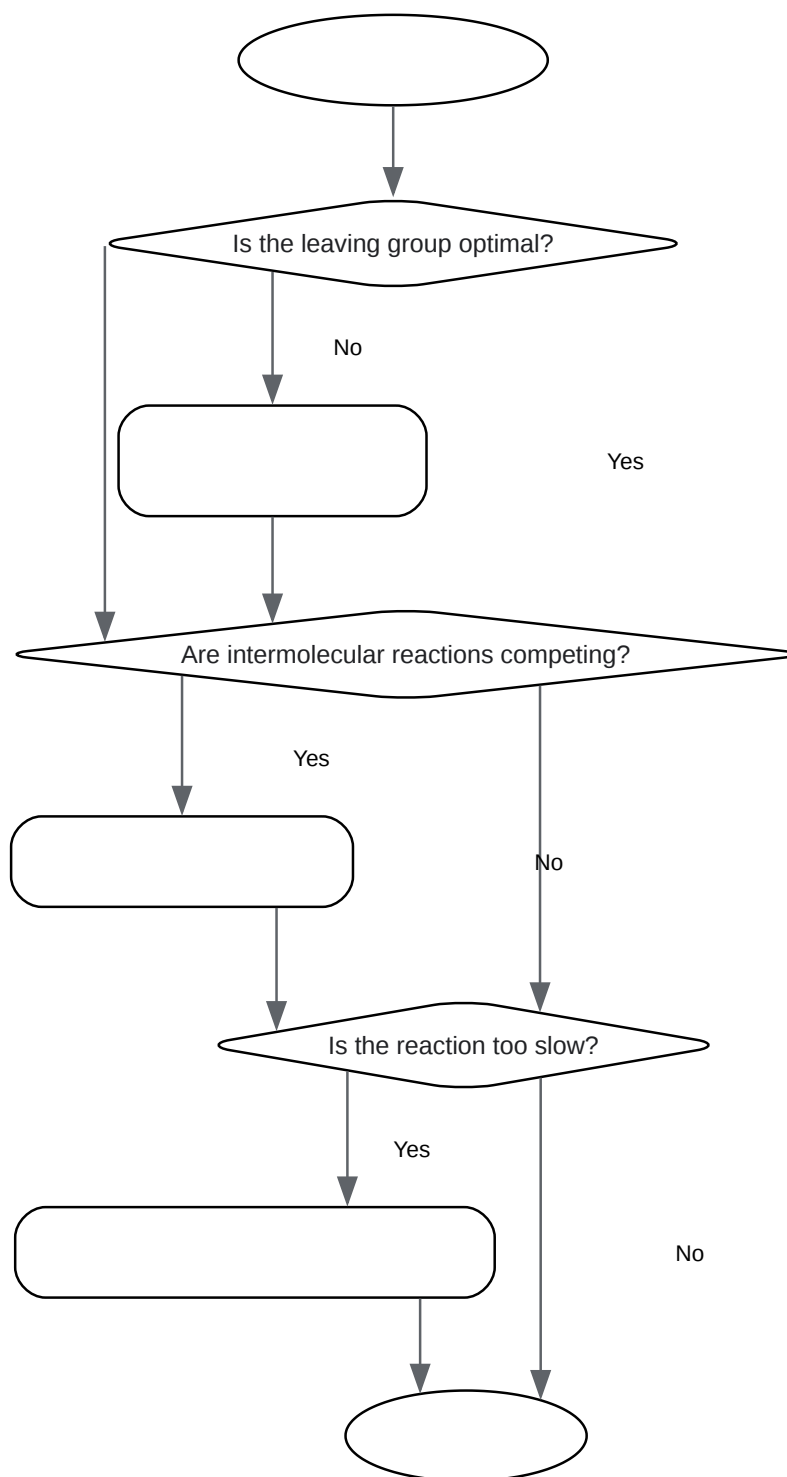 Is the leaving group optimal?
No
Yes
Are intermolecular reactions competing?
Yes
No
Is the reaction too slow?
Yes
No